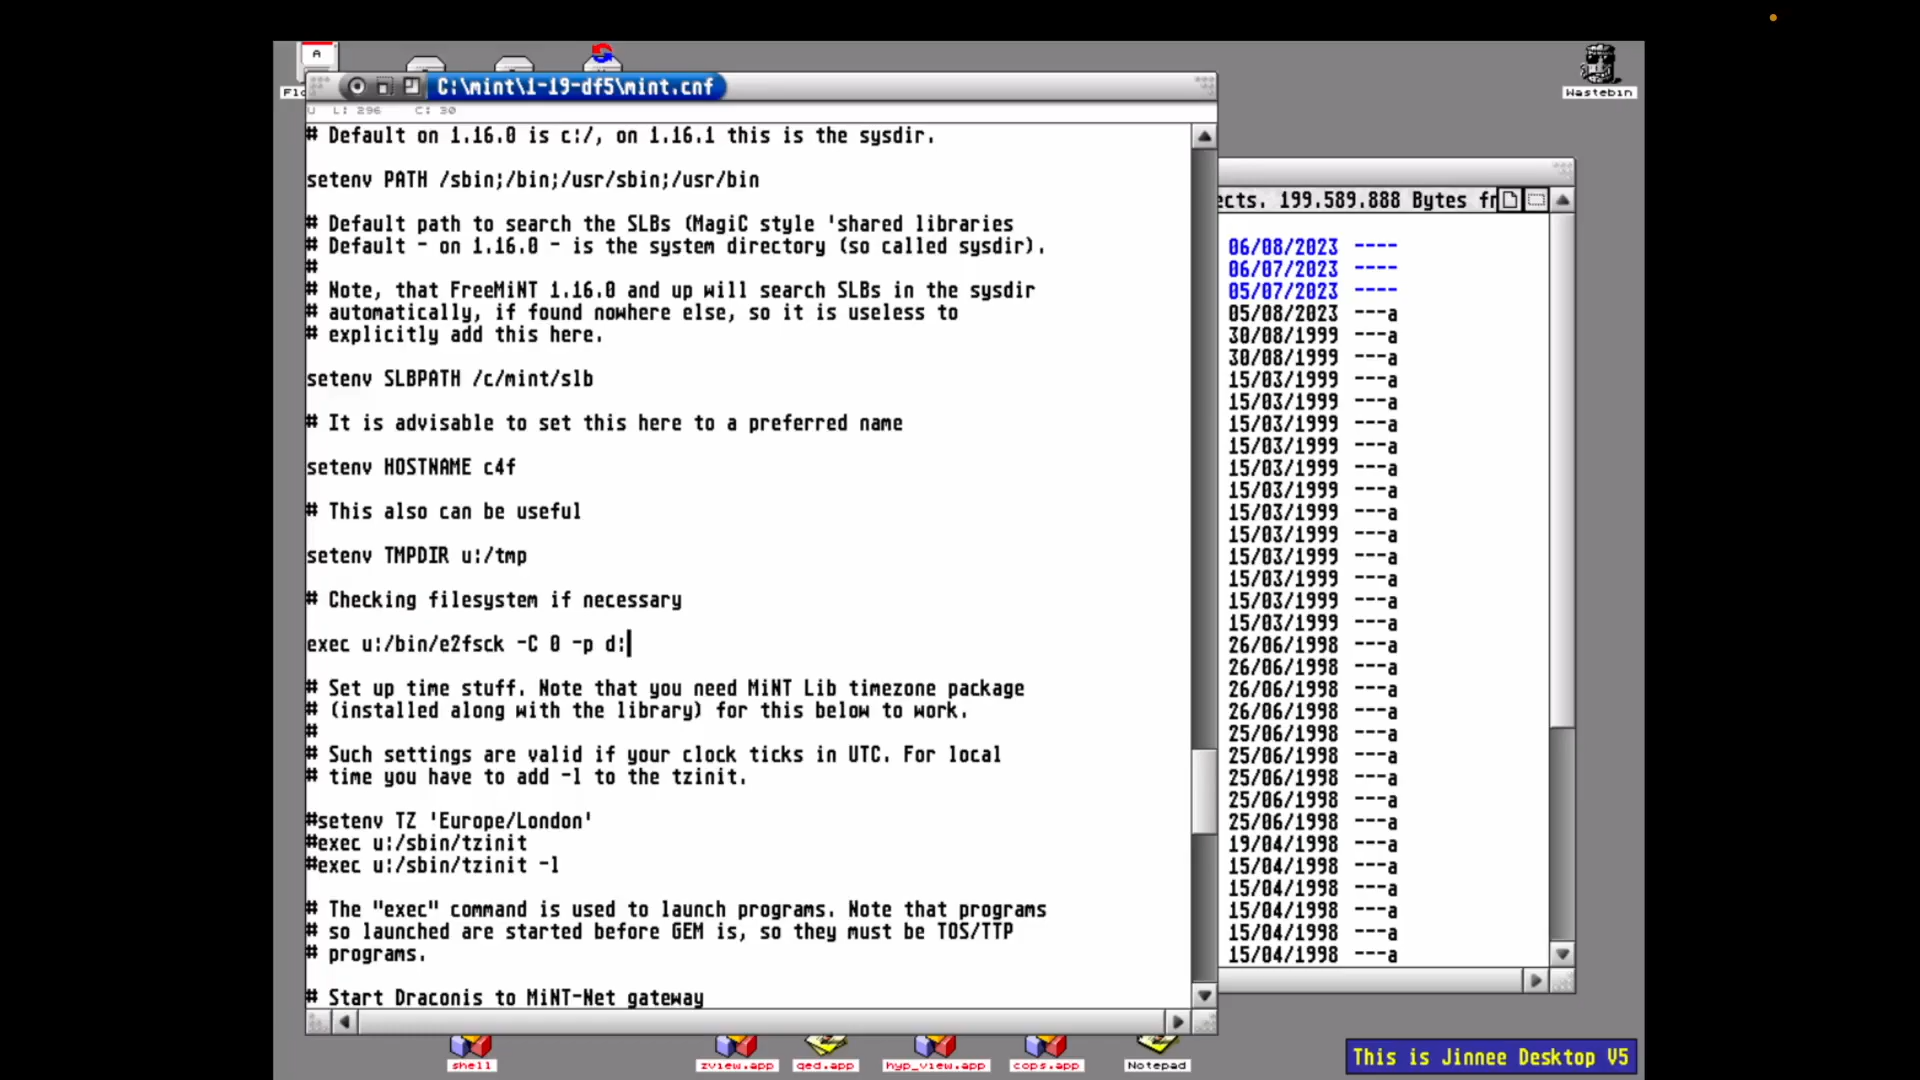 A
Wastebin
C:\mint\1-19-df5\mint.cnf
U L: 296 C: 30
# Default on 1.16.0 is c:/, on 1.16.1 this is the sysdir.
setenv PATH /sbin;/bin;/usr/sbin;/usr/bin
# Default path to search the SLBs (MagiC style 'shared libraries
# Default - on 1.16.0 - is the system directory (so called sysdir).
#
# Note, that FreeMiNT 1.16.0 and up will search SLBs in the sysdir
# automatically, if found nowhere else, so it is useless to
# explicitly add this here.
setenv SLBPATH /c/mint/slb
# It is advisable to set this here to a preferred name
setenv HOSTNAME c4f
# This also can be useful
setenv TMPDIR u:/tmp
# Checking filesystem if necessary
exec u:/bin/e2fsck -C 0 -p d:
# Set up time stuff. Note that you need MiNT Lib timezone package
# (installed along with the library) for this below to work.
#
# Such settings are valid if your clock ticks in UTC. For local
# time you have to add -l to the tzinit.
#setenv TZ 'Europe/London'
#exec u:/sbin/tzinit
#exec u:/sbin/tzinit -l
# The "exec" command is used to launch programs. Note that programs
# so launched are started before GEM is, so they must be TOS/TTP
# programs.
# Start Draconis to MiNT-Net gateway
ects. 199.589.888 Bytes fr
06/08/2023 ----
06/07/2023 ----
05/07/2023 ----
05/08/2023 ---a
30/08/1999 ---a
30/08/1999 ---a
15/03/1999 ---a
15/03/1999 ---a
15/03/1999 ---a
15/03/1999 ---a
15/03/1999 ---a
15/03/1999 ---a
15/03/1999 ---a
15/03/1999 ---a
15/03/1999 ---a
15/03/1999 ---a
15/03/1999 ---a
15/03/1999 ---a
26/06/1998 ---a
26/06/1998 ---a
26/06/1998 ---a
26/06/1998 ---a
25/06/1998 ---a
25/06/1998 ---a
25/06/1998 ---a
25/06/1998 ---a
25/06/1998 ---a
19/04/1998 ---a
15/04/1998 ---a
15/04/1998 ---a
15/04/1998 ---a
15/04/1998 ---a
15/04/1998 ---a
shell
zview.app
qed.app
hyp_view.app
cops.app
Notepad
This is Jinnee Desktop V5